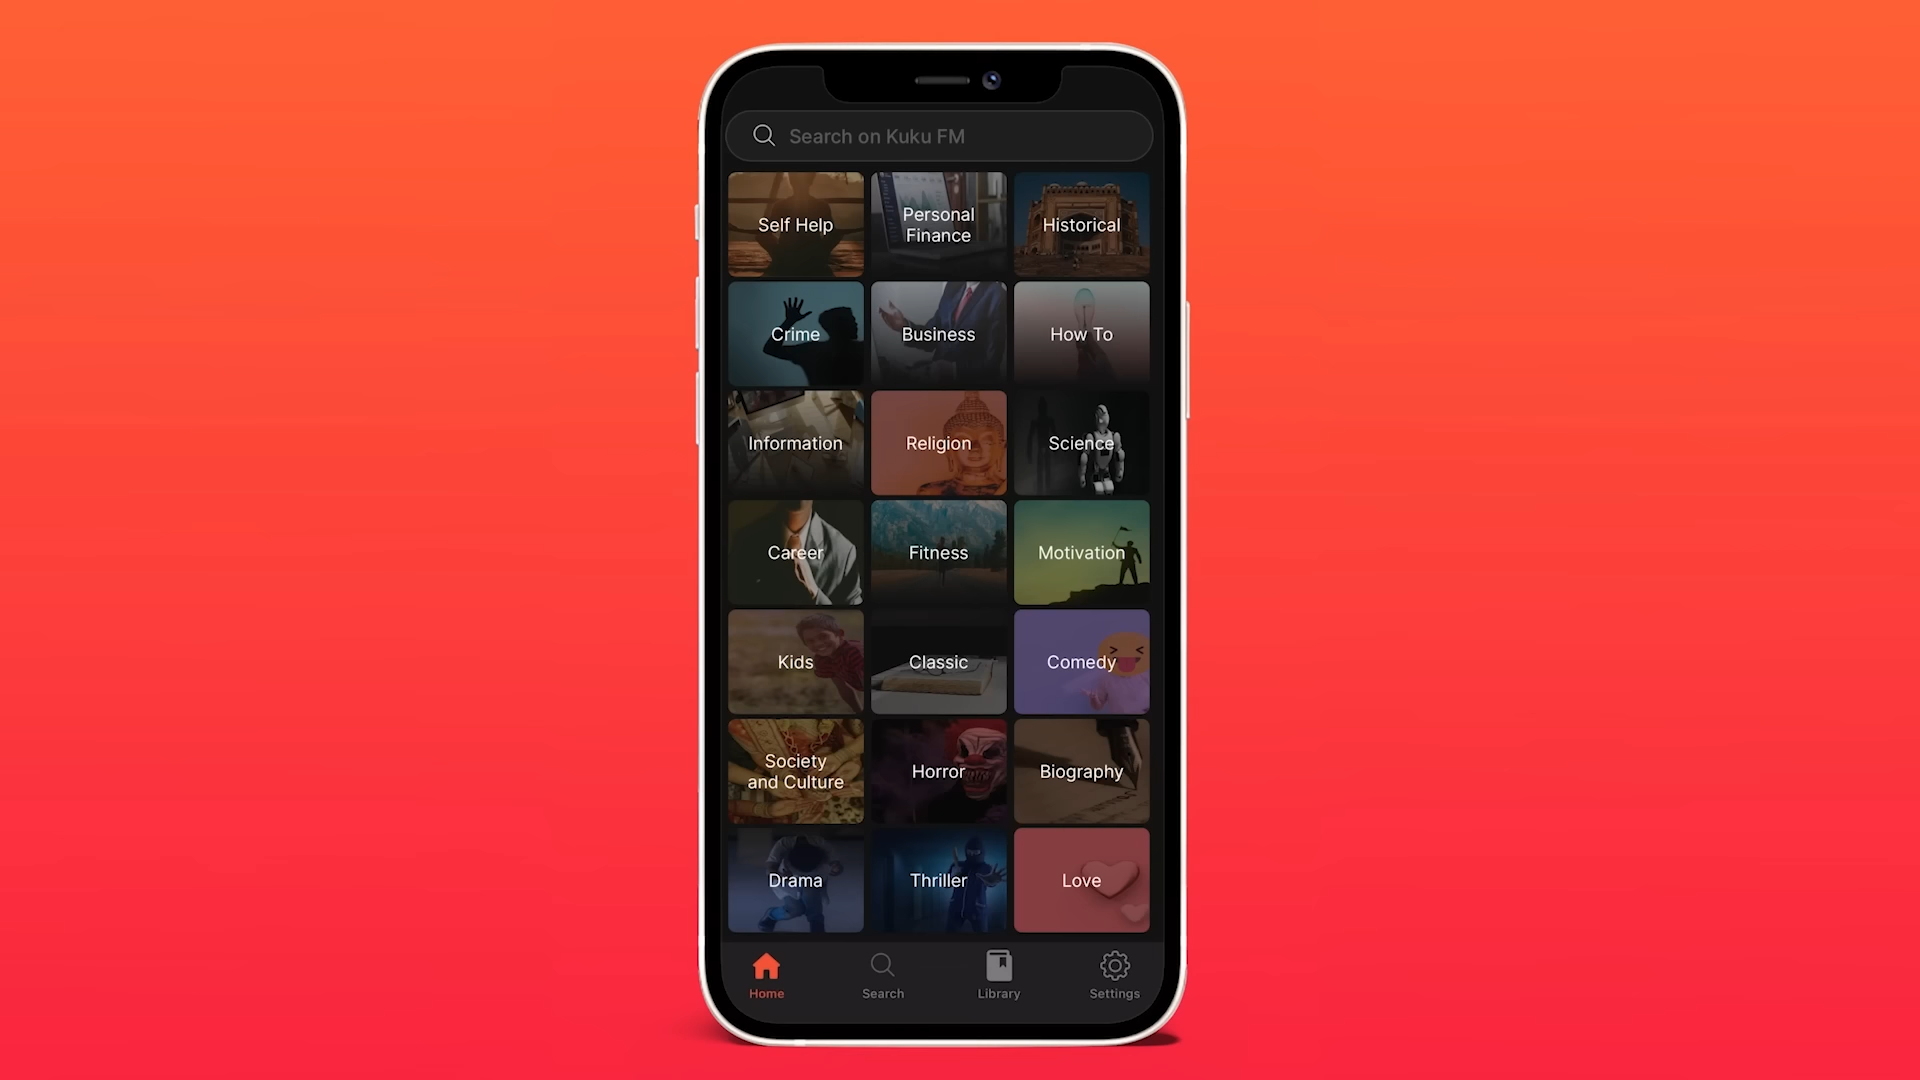 Search on Kuku FM
Self Help
Personal
Finance
Historical
Crime
Business
How To
Information
Religion
Science
Career
Fitness
Motivation
Kids
Classic
Comedy
Society
and Culture
Horror
Biography
Drama
Thriller
Love
Home
Search
Library
Settings